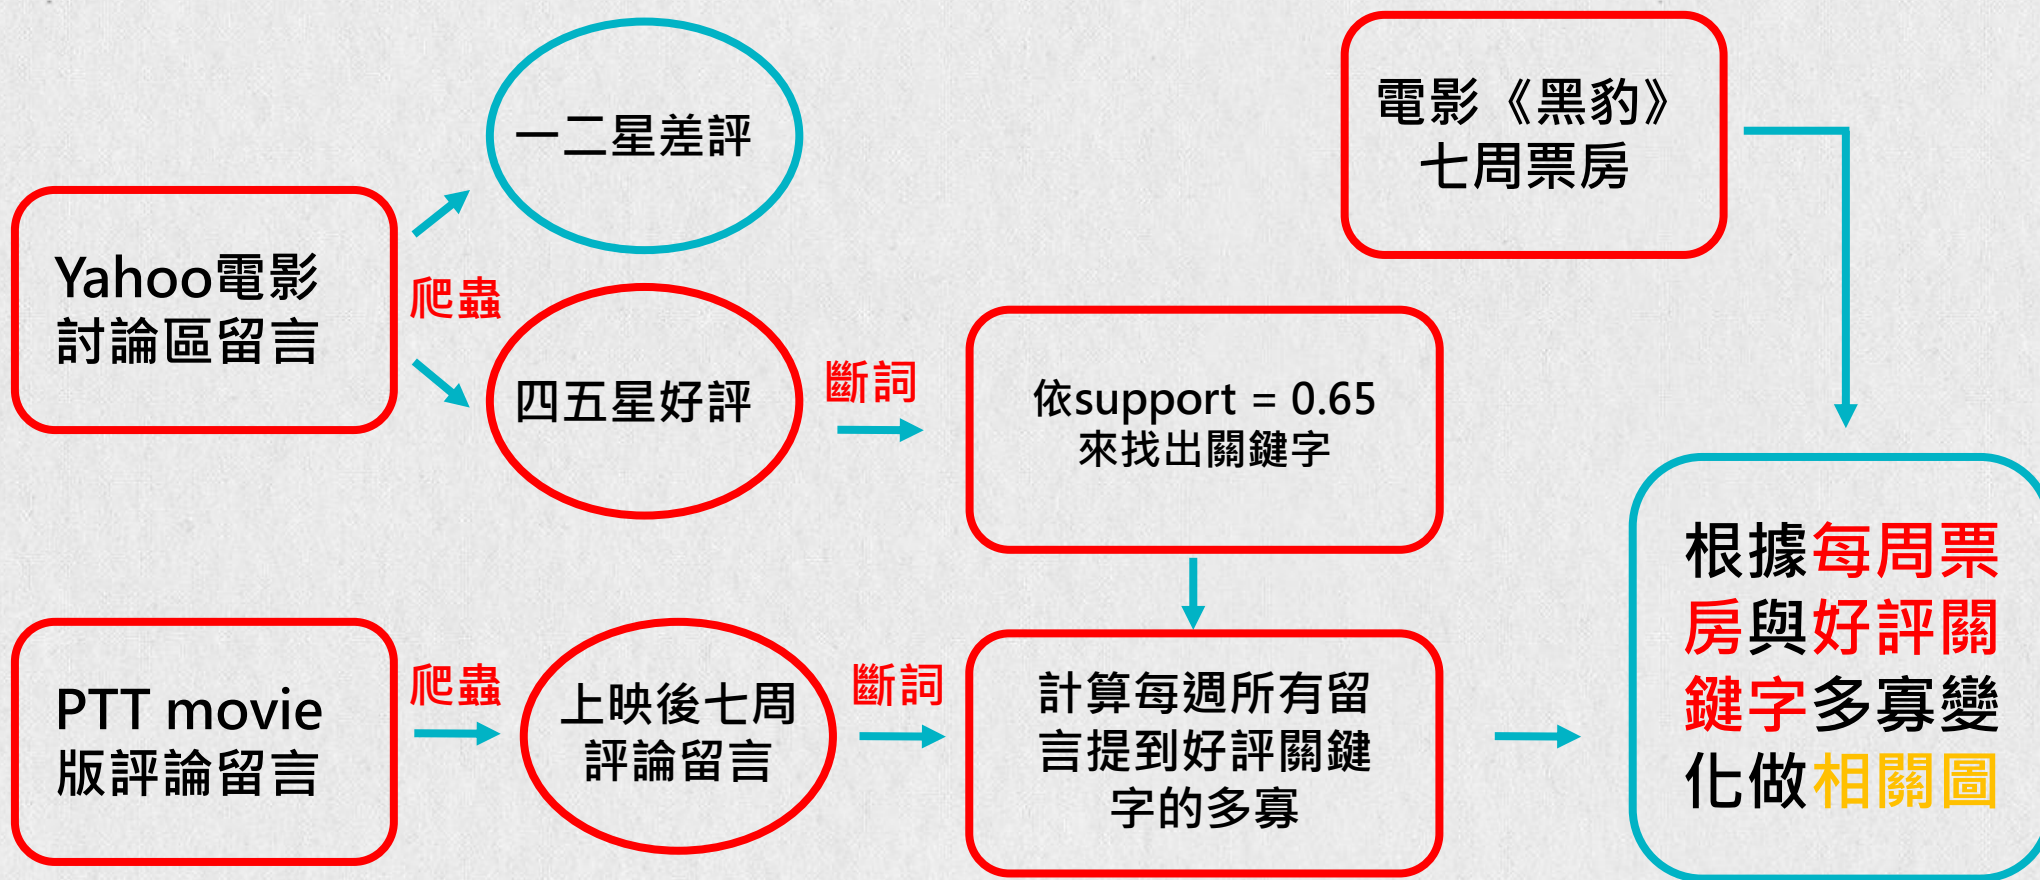 一二星差評
電影《黑豹》
七周票房
Yahoo電影
討論區留言
爬蟲
四五星好評
斷詞
依support = 0.65
來找出關鍵字
根據每周票
房與好評關
鍵字多寡變
化做相關圖
PTT movie
版評論留言
爬蟲
上映後七周
評論留言
斷詞
計算每週所有留
言提到好評關鍵
字的多寡